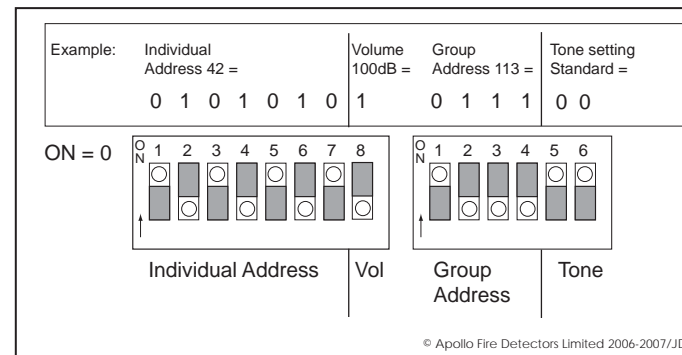 Example:
Individual
Address 42 =
Volume
100dB =
Group
Address 113 =
Tone setting
Standard =
0 1 0 1 0 1 0 1 0 1 1 1 0 0
ON = 0
ON 1 2 3 4 5 6 7 8
ON 1 2 3 4 5 6
Individual Address
Vol
Group
Address
Tone
© Apollo Fire Detectors Limited 2006-2007/JD